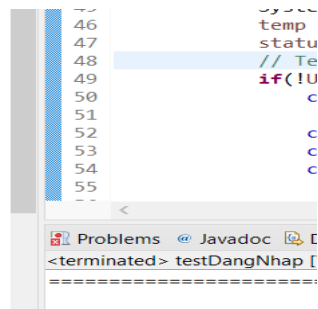 46 temp
47 statu
48 // Te
49 if(!U
50 c
51
52 c
53 c
54 c
55
Problems @ Javadoc D
<terminated> testDangNhap [
========================